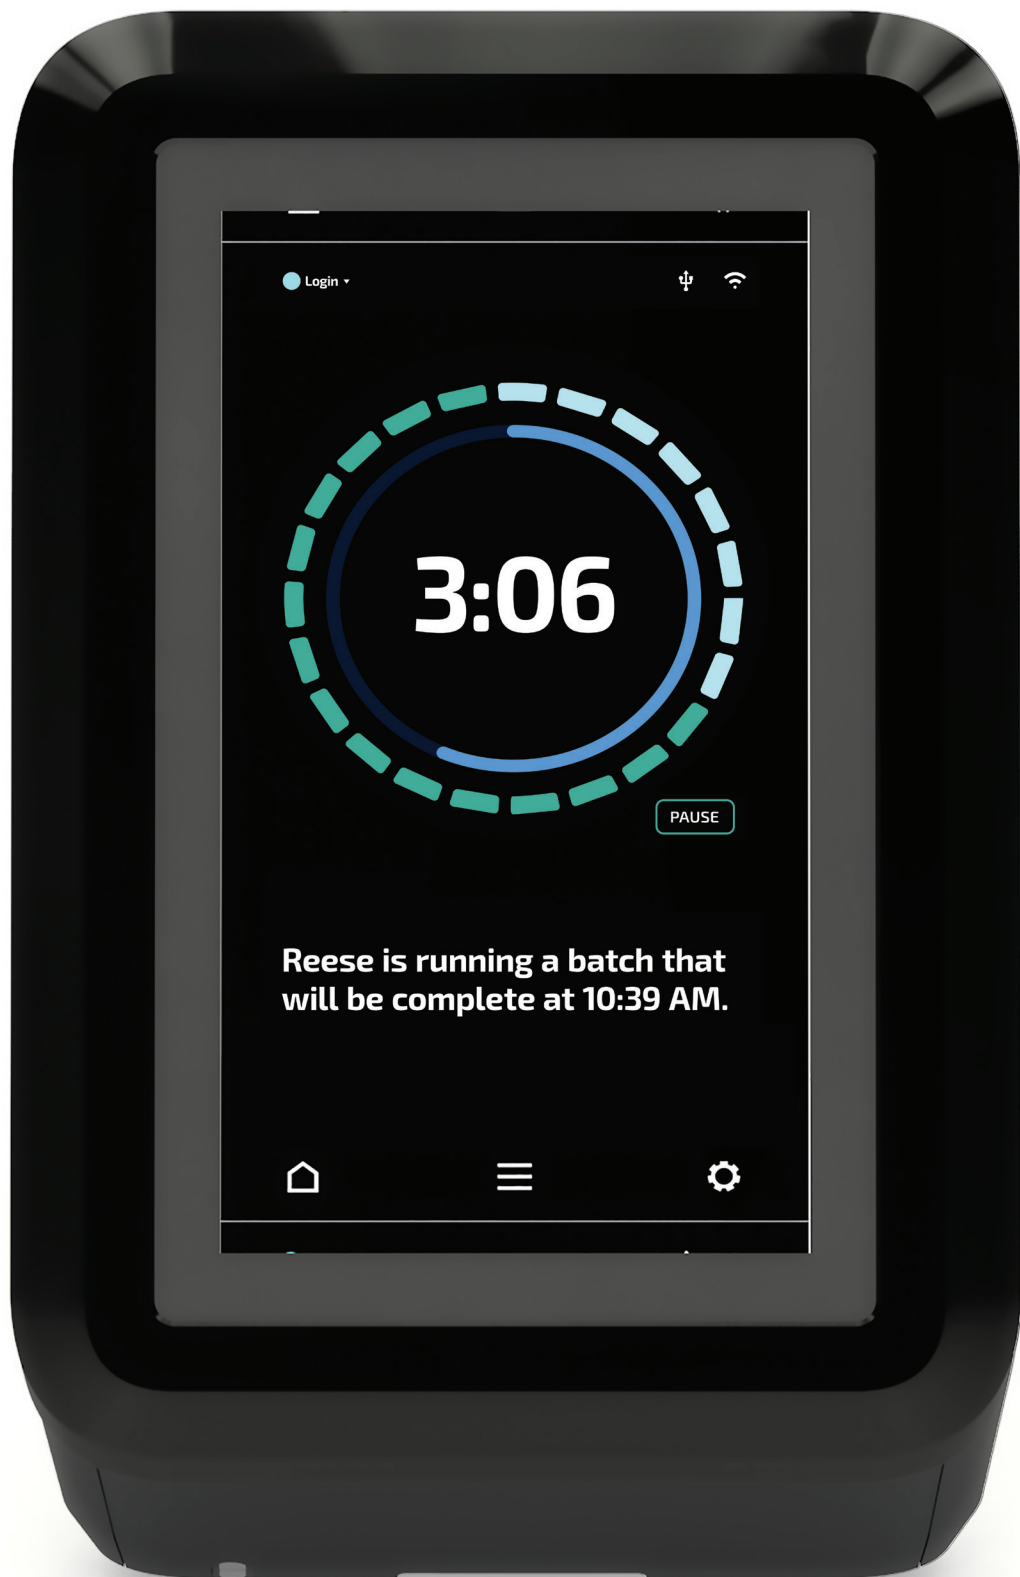 Login
3:06
PAUSE
Reese is running a batch that
will be complete at 10:39 AM.